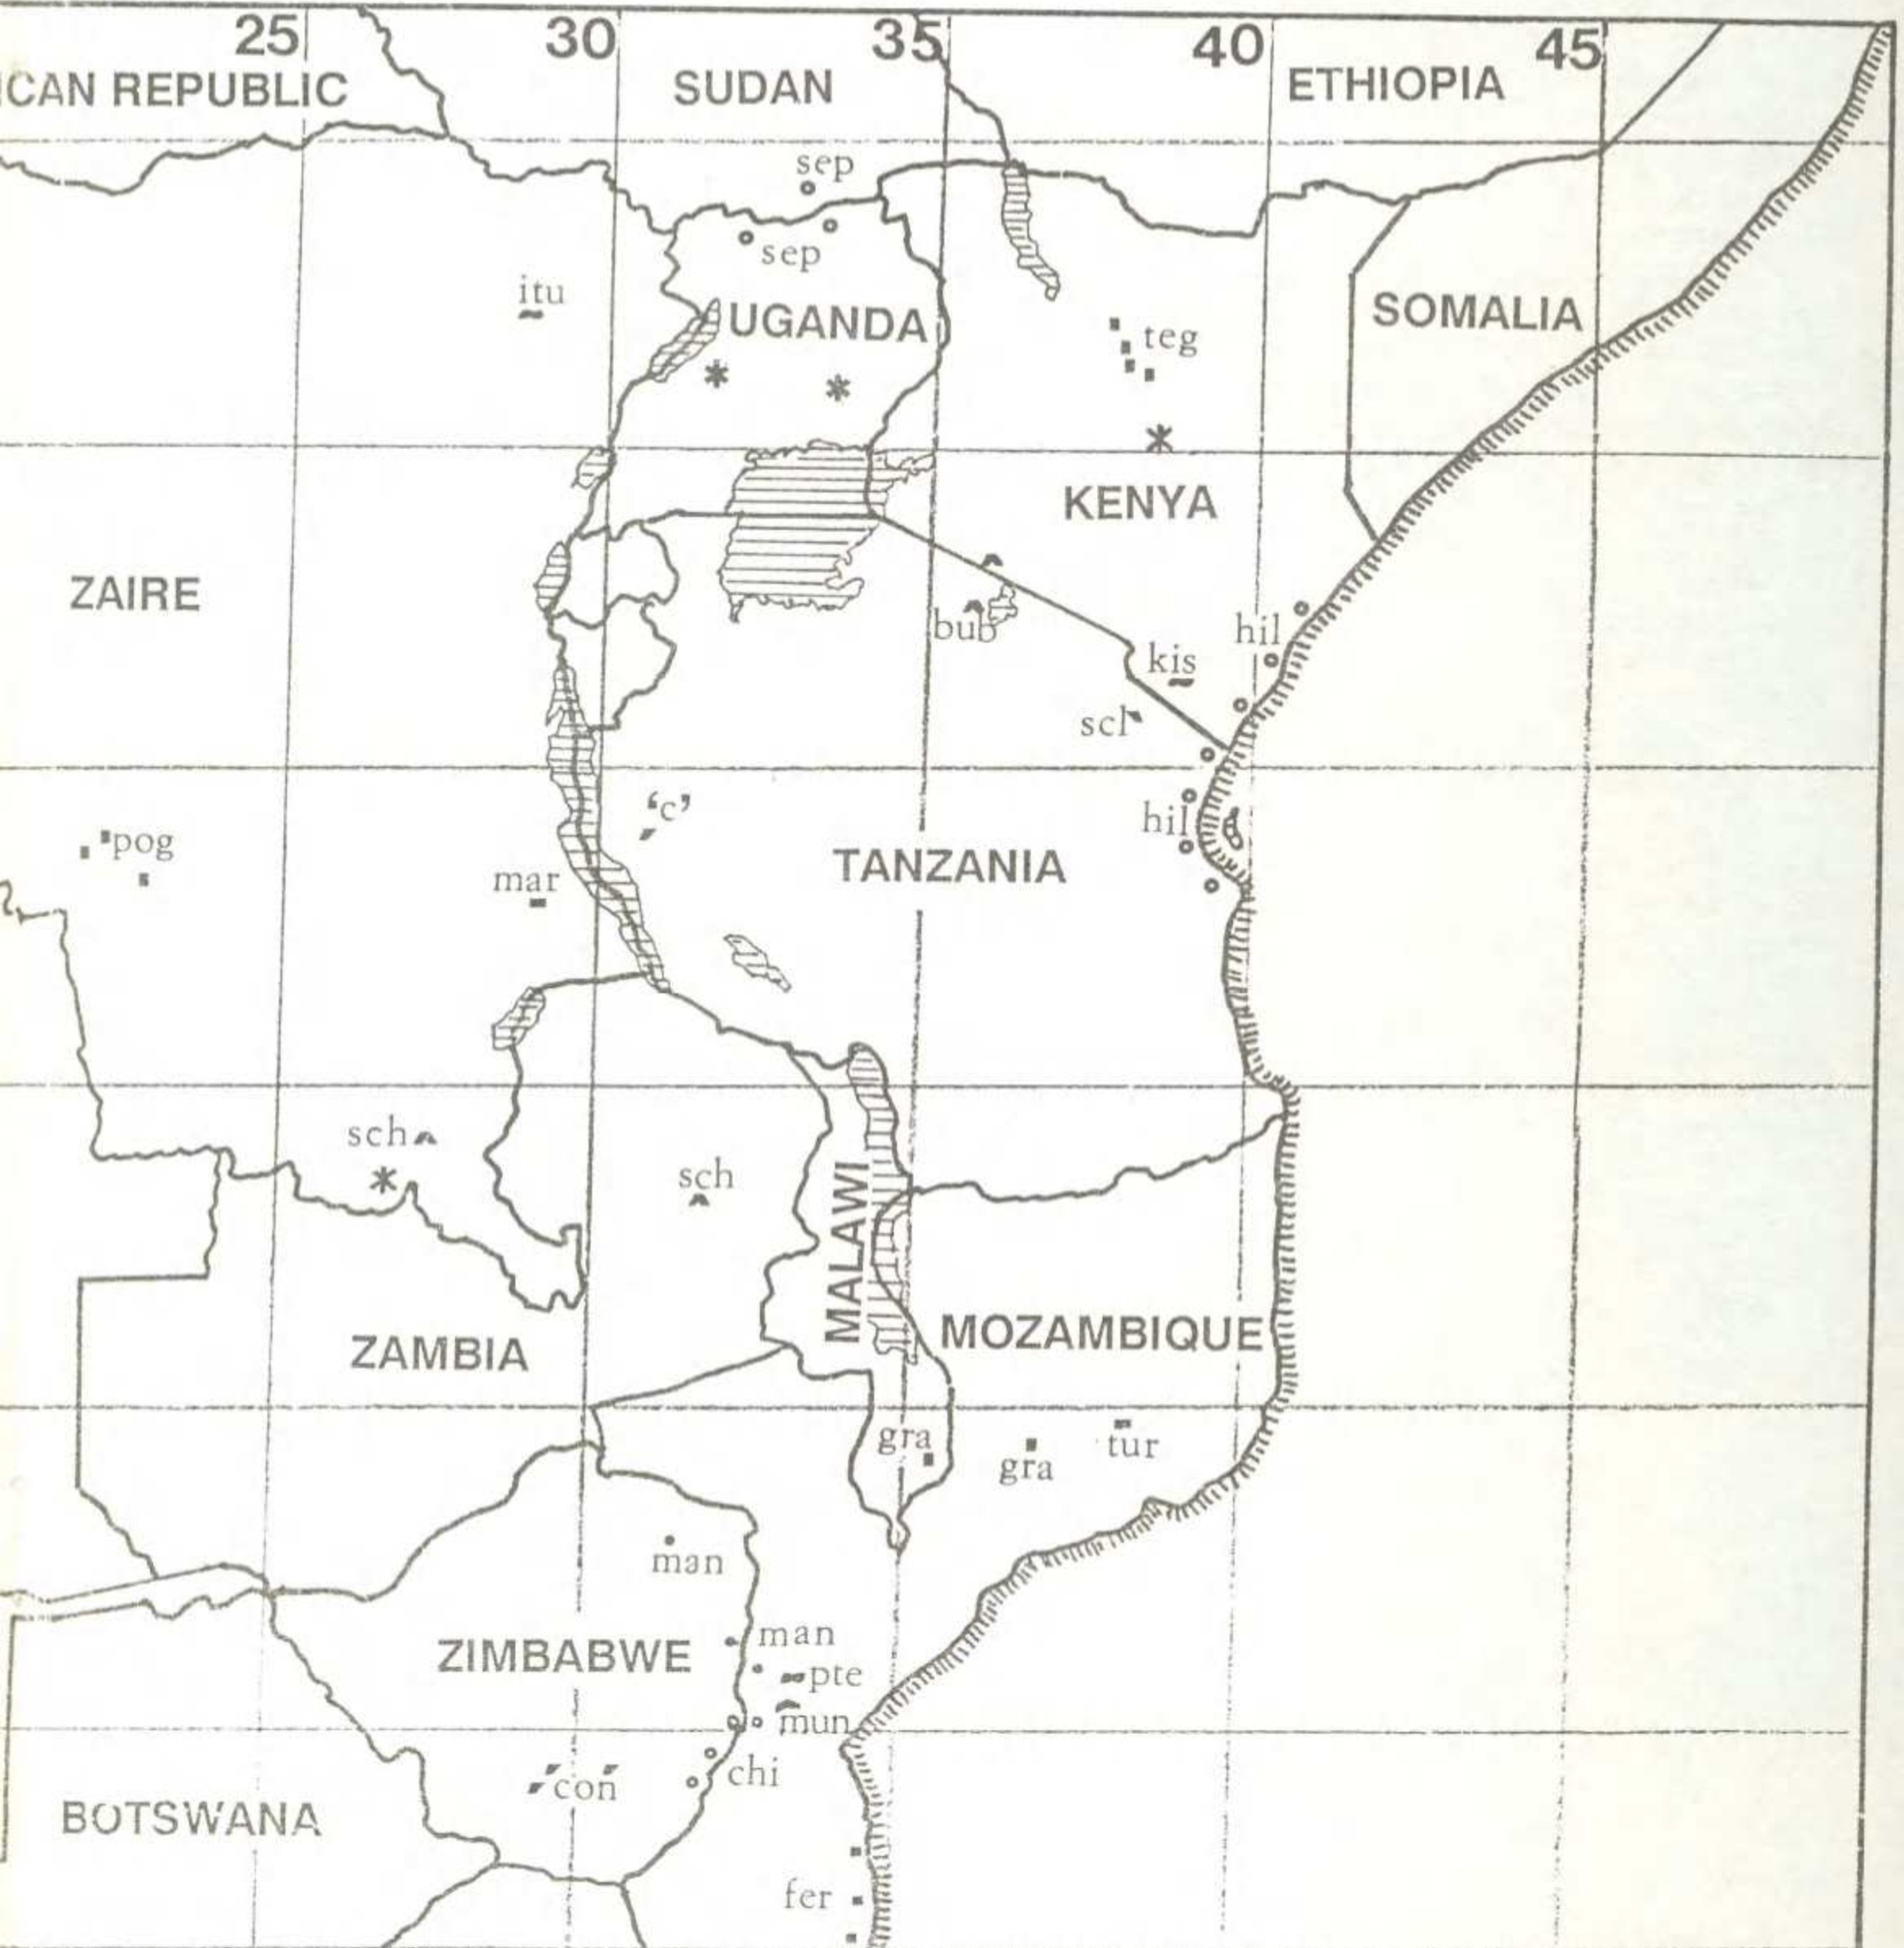 25 30 35 40 45
ICAN REPUBLIC SUDAN ETHIOPIA
sep
sep
itu
UGANDA SOMALIA
teg
KENYA
ZAIRE
bub hil
kis
scl
'c'
pog hil
mar TANZANIA
sch
sch
MALAWI
ZAMBIA MOZAMBIQUE
gra gra tur
man
ZIMBABWE man
pte
mun
con chi
BOTSWANA
fer